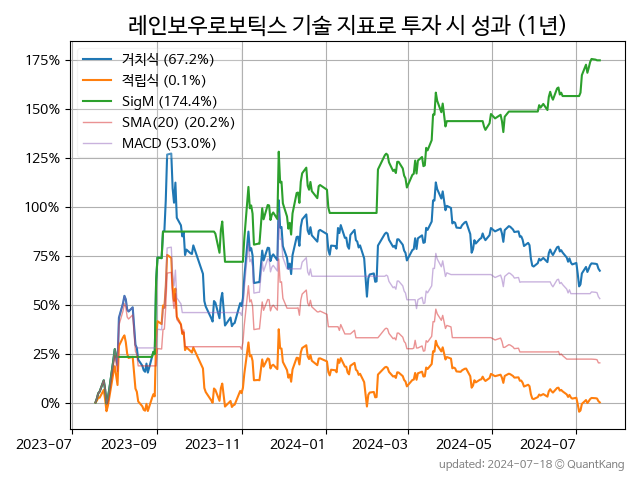 레인보우로보틱스 기술 지표로 투자 시 성과 (1년)
175%
150%
125%
100%
75%
50%
25%
0%
거치식 (67.2%)
적립식 (0.1%)
SigM (174.4%)
SMA(20) (20.2%)
MACD (53.0%)
2023-07 2023-09 2023-11 2024-01 2024-03 2024-05 2024-07
updated: 2024-07-18 © QuantKang